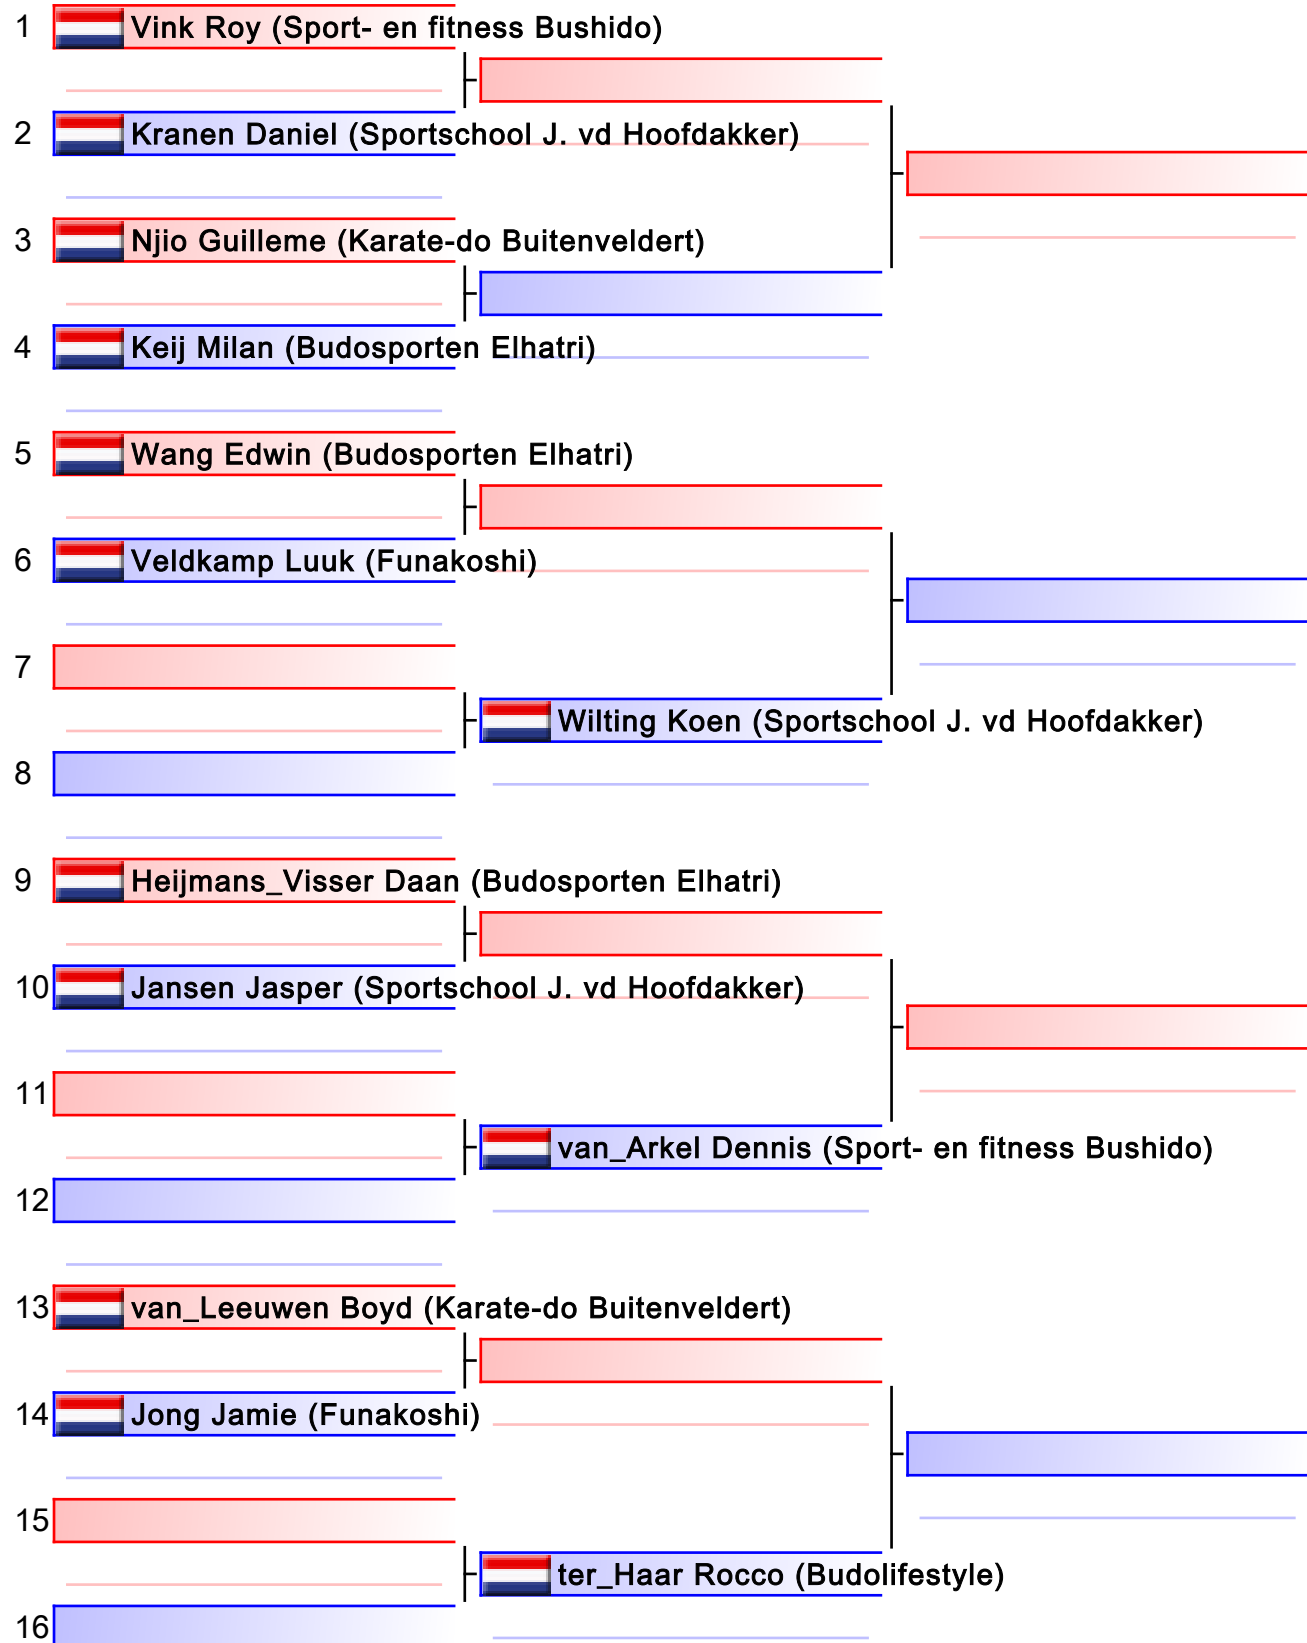 1 Vink Roy (Sport- en fitness Bushido)
2 Kranen Daniel (Sportschool J. vd Hoofdakker)
3 Njio Guilleme (Karate-do Buitenveldert)
4 Keij Milan (Budosporten Elhatri)
5 Wang Edwin (Budosporten Elhatri)
6 Veldkamp Luuk (Funakoshi)
7
Wilting Koen (Sportschool J. vd Hoofdakker)
8
9 Heijmans_Visser Daan (Budosporten Elhatri)
10 Jansen Jasper (Sportschool J. vd Hoofdakker)
11
van_Arkel Dennis (Sport- en fitness Bushido)
12
13 van_Leeuwen Boyd (Karate-do Buitenveldert)
14 Jong Jamie (Funakoshi)
15
ter_Haar Rocco (Budolifestyle)
16